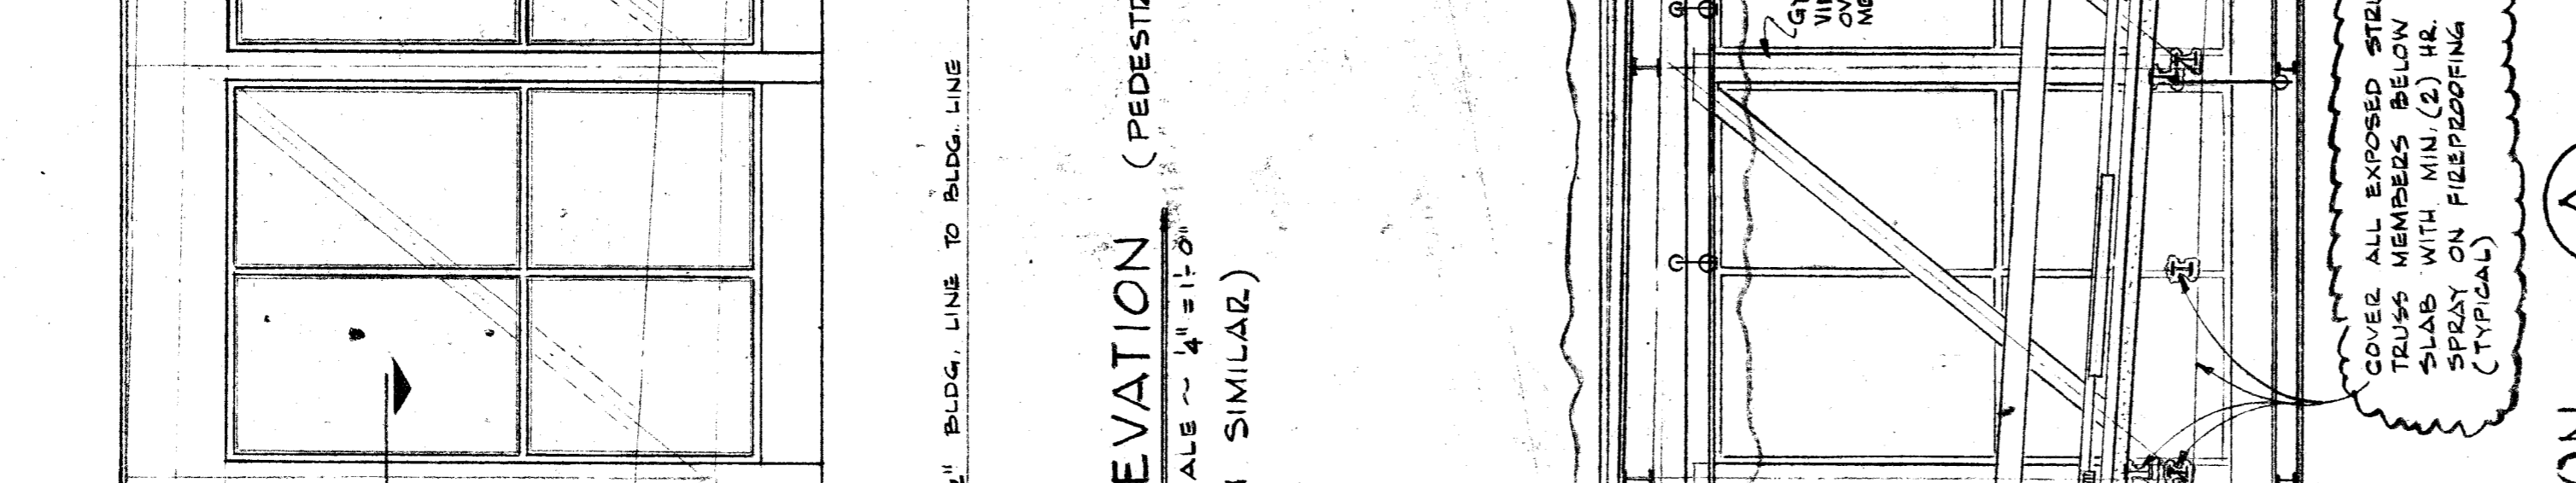 BLDG. LINE TO BLDG. LINE
EVATION (PEDESTR
ALE ~ 1/4" = 1'-0"
SIMILAR)
COVER ALL EXPOSED STRU
TRUSS MEMBERS BELOW
SLAB WITH MIN. (2) HR.
SPRAY ON FIREPROOFING
(TYPICAL)